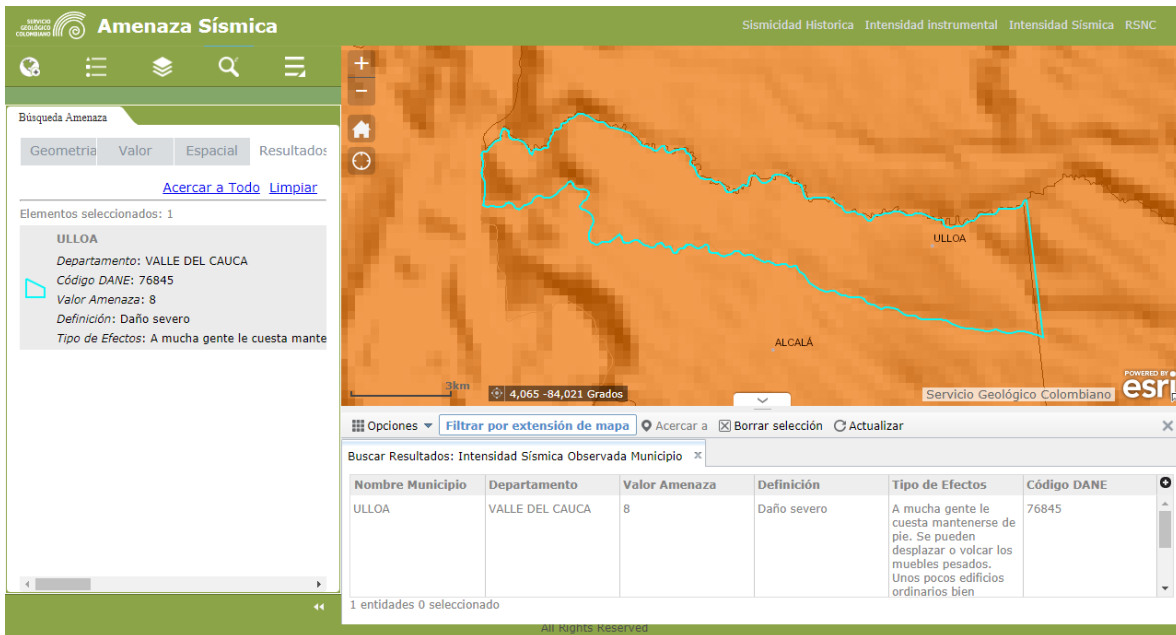 SERVICIO
GEOLÓGICO
COLOMBIANO
Amenaza Sísmica
Sismicidad Historica Intensidad instrumental Intensidad Sísmica RSNC
Búsqueda Amenaza
Geometria Valor Espacial Resultados
Acercar a Todo Limpiar
Elementos seleccionados: 1
ULLOA
Departamento: VALLE DEL CAUCA
Código DANE: 76845
Valor Amenaza: 8
Definición: Daño severo
Tipo de Efectos: A mucha gente le cuesta mante
+
−
ULLOA
ALCALÁ
3km
4,065 -84,021 Grados
Servicio Geológico Colombiano
POWERED BY
esri
Opciones Filtrar por extensión de mapa Acercar a Borrar selección Actualizar
Buscar Resultados: Intensidad Sísmica Observada Municipio x
Nombre Municipio Departamento Valor Amenaza Definición Tipo de Efectos Código DANE
ULLOA VALLE DEL CAUCA 8 Daño severo A mucha gente le 76845
cuesta mantenerse de
pie. Se pueden
desplazar o volcar los
muebles pesados.
Unos pocos edificios
ordinarios bien
1 entidades 0 seleccionado
All Rights Reserved